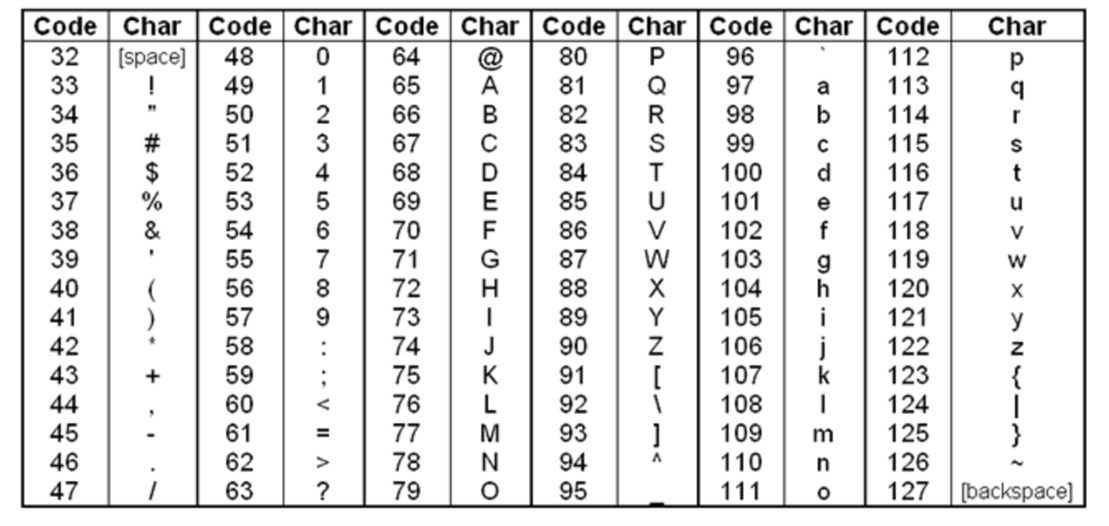 Code Char Code Char Code Char Code Char Code Char Code Char
32 [space] 48 0 64 @ 80 P 96 ` 112 p
33 ! 49 1 65 A 81 Q 97 a 113 q
34 " 50 2 66 B 82 R 98 b 114 r
35 # 51 3 67 C 83 S 99 c 115 s
36 $ 52 4 68 D 84 T 100 d 116 t
37 % 53 5 69 E 85 U 101 e 117 u
38 & 54 6 70 F 86 V 102 f 118 v
39 ' 55 7 71 G 87 W 103 g 119 w
40 ( 56 8 72 H 88 X 104 h 120 x
41 ) 57 9 73 I 89 Y 105 i 121 y
42 * 58 : 74 J 90 Z 106 j 122 z
43 + 59 ; 75 K 91 [ 107 k 123 {
44 , 60 < 76 L 92 \ 108 l 124 |
45 - 61 = 77 M 93 ] 109 m 125 }
46 . 62 > 78 N 94 ^ 110 n 126 ~
47 / 63 ? 79 O 95 _ 111 o 127 [backspace]